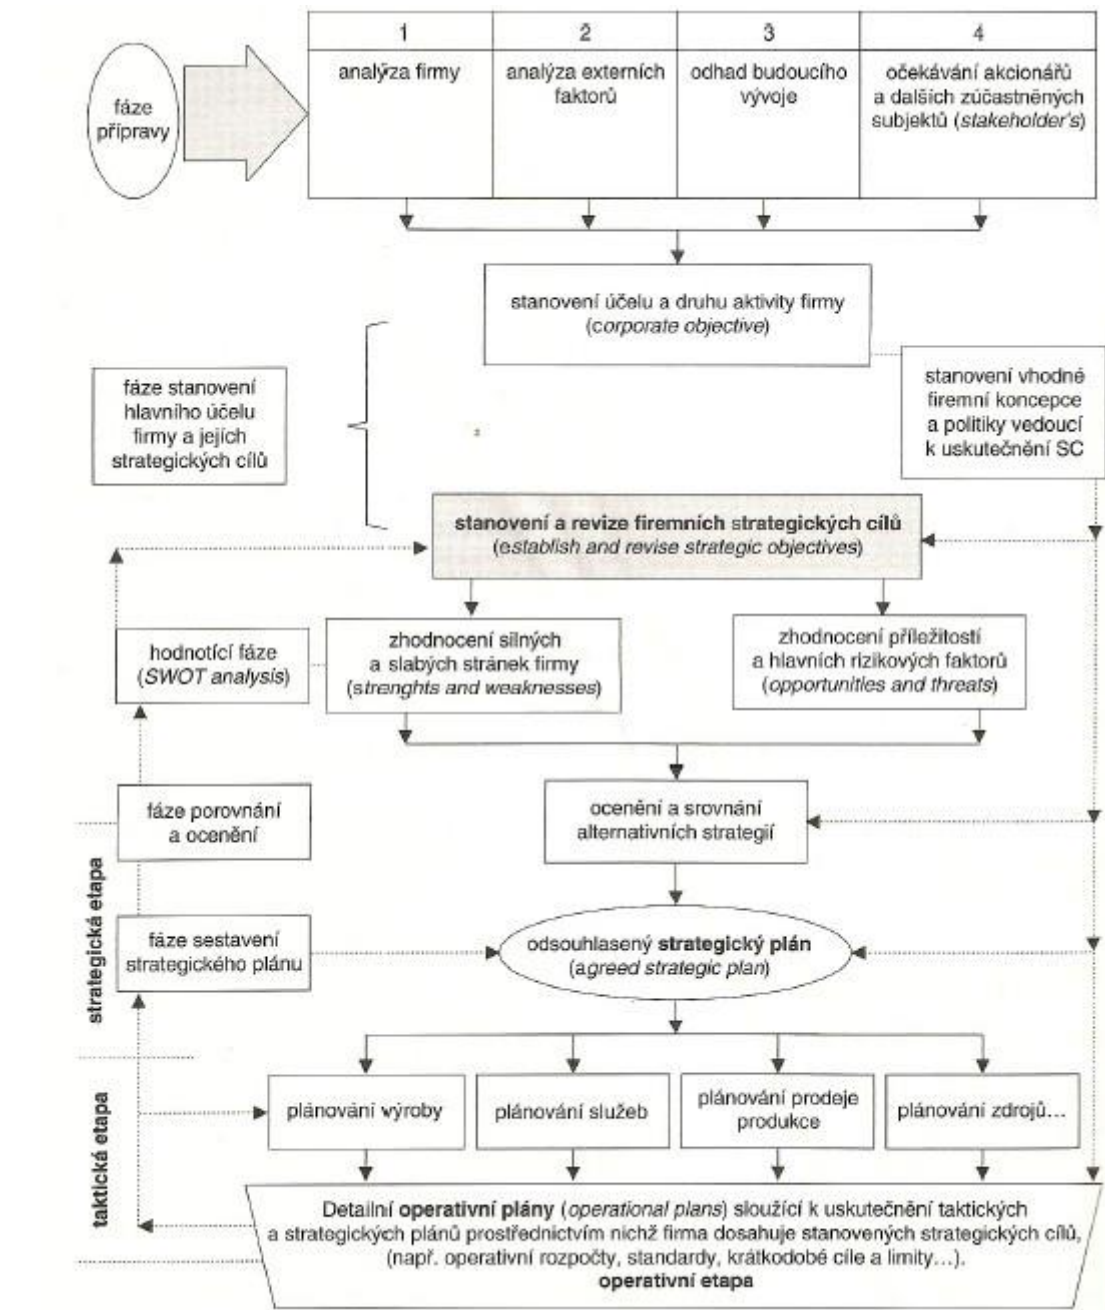 1
2
3
4
fáze
přípravy
analýza firmy
analýza externích
faktorů
odhad budoucího
vývoje
očekávání akcionářů
a dalších zúčastněných
subjektů (stakeholder's)
stanovení účelu a druhu aktivity firmy
(corporate objective)
fáze stanovení
hlavního účelu
firmy a jejích
strategických cílů
stanovení vhodné
firemní koncepce
a politiky vedoucí
k uskutečnění SC
stanovení a revize firemních strategických cílů
(establish and revise strategic objectives)
hodnotící fáze
(SWOT analysis)
zhodnocení silných
a slabých stránek firmy
(strenghts and weaknesses)
zhodnocení příležitostí
a hlavních rizikových faktorů
(opportunities and threats)
fáze porovnání
a ocenění
ocenění a srovnání
alternativních strategií
strategická etapa
fáze sestavení
strategického plánu
odsouhlasený strategický plán
(agreed strategic plan)
taktická etapa
plánování výroby
plánování služeb
plánování prodeje
produkce
plánování zdrojů...
Detailní operativní plány (operational plans) sloužící k uskutečnění taktických
a strategických plánů prostřednictvím nichž firma dosahuje stanovených strategických cílů,
(např. operativní rozpočty, standardy, krátkodobé cíle a limity...).
operativní etapa